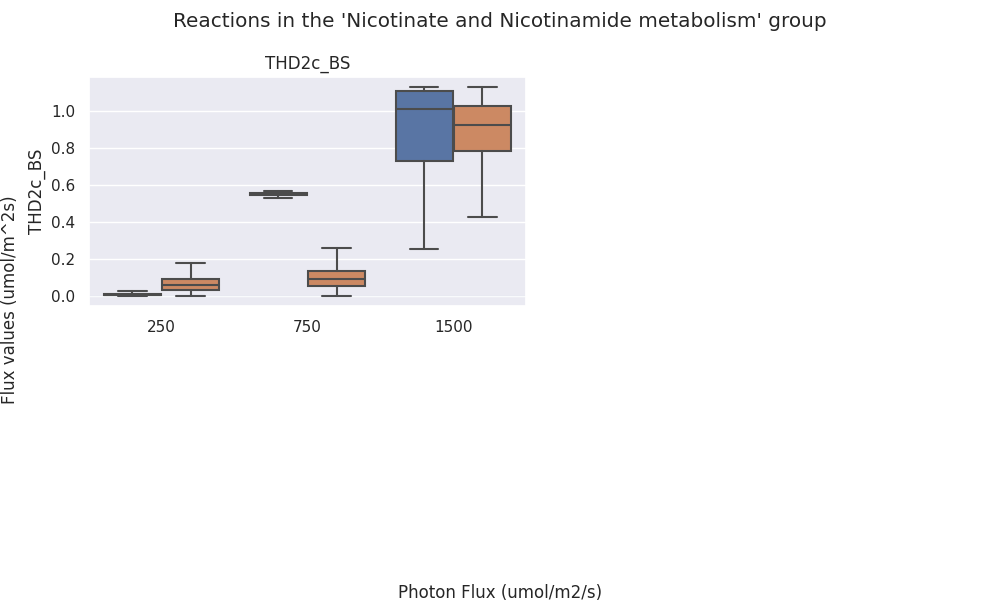 Reactions in the 'Nicotinate and Nicotinamide metabolism' group
THD2c_BS
Flux values (umol/m^2s)
THD2c_BS
1.0
0.8
0.6
0.4
0.2
0.0
250 750 1500
Photon Flux (umol/m2/s)